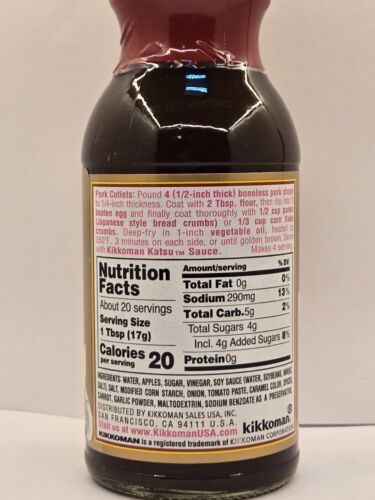 Pork Cutlets: Pound 4 (1/2-inch thick) boneless pork chops
to 1/4-inch thickness. Coat with 2 Tbsp. flour, then dip into 1
beaten egg and finally coat thoroughly with 1/2 cup panko
(Japanese style bread crumbs) or 1/3 cup corn flake
crumbs. Deep-fry in 1-inch vegetable oil, heated to
350°F, 3 minutes on each side, or until golden brown. Serve
with Kikkoman Katsu™ Sauce. Makes 4 serving
Nutrition
Facts
About 20 servings
Serving Size
1 Tbsp (17g)
Calories 20
per serving
Amount/serving % DV
Total Fat 0g 0%
Sodium 290mg 13%
Total Carb. 5g 2%
Total Sugars 4g
Incl. 4g Added Sugars 8%
Protein 0g
INGREDIENTS: WATER, APPLES, SUGAR, VINEGAR, SOY SAUCE (WATER, SOYBEANS, WHEAT,
SALT), SALT, MODIFIED CORN STARCH, ONION, TOMATO PASTE, CARAMEL COLOR, SPICES,
CARROT, GARLIC POWDER, MALTODEXTRIN, SODIUM BENZOATE AS A PRESERVATIVE.
DISTRIBUTED BY KIKKOMAN SALES USA, INC.
SAN FRANCISCO, CA 94111 U.S.A.
Visit us at www.KikkomanUSA.com
kikkoman®
KIKKOMAN is a registered trademark of KIKKOMAN CORPORATION